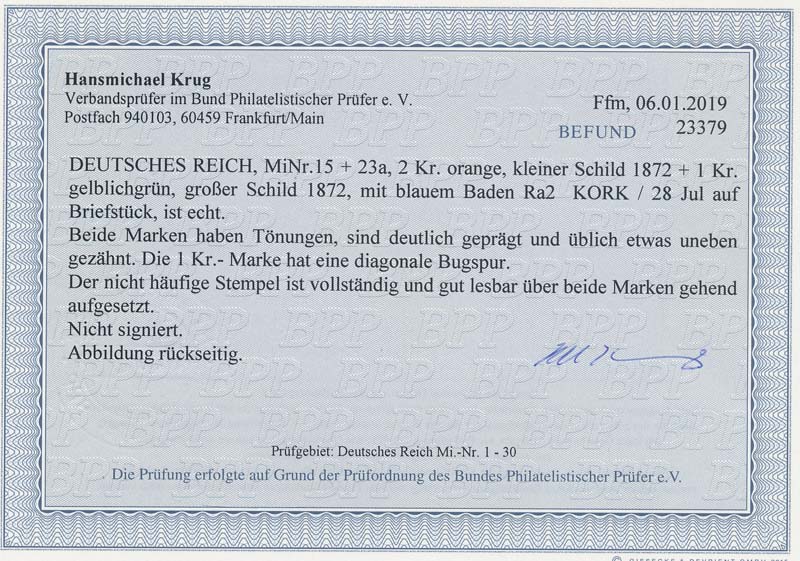 Hansmichael Krug
Verbandsprüfer im Bund Philatelistischer Prüfer e. V.
Postfach 940103, 60459 Frankfurt/Main
Ffm, 06.01.2019
BEFUND 23379
DEUTSCHES REICH, MiNr.15 + 23a, 2 Kr. orange, kleiner Schild 1872 + 1 Kr.
gelblichgrün, großer Schild 1872, mit blauem Baden Ra2 KORK / 28 Jul auf
Briefstück, ist echt.
Beide Marken haben Tönungen, sind deutlich geprägt und üblich etwas uneben
gezähnt. Die 1 Kr.- Marke hat eine diagonale Bugspur.
Der nicht häufige Stempel ist vollständig und gut lesbar über beide Marken gehend
aufgesetzt.
Nicht signiert.
Abbildung rückseitig.
Prüfgebiet: Deutsches Reich Mi.-Nr. 1 - 30
Die Prüfung erfolgte auf Grund der Prüfordnung des Bundes Philatelistischer Prüfer e.V.